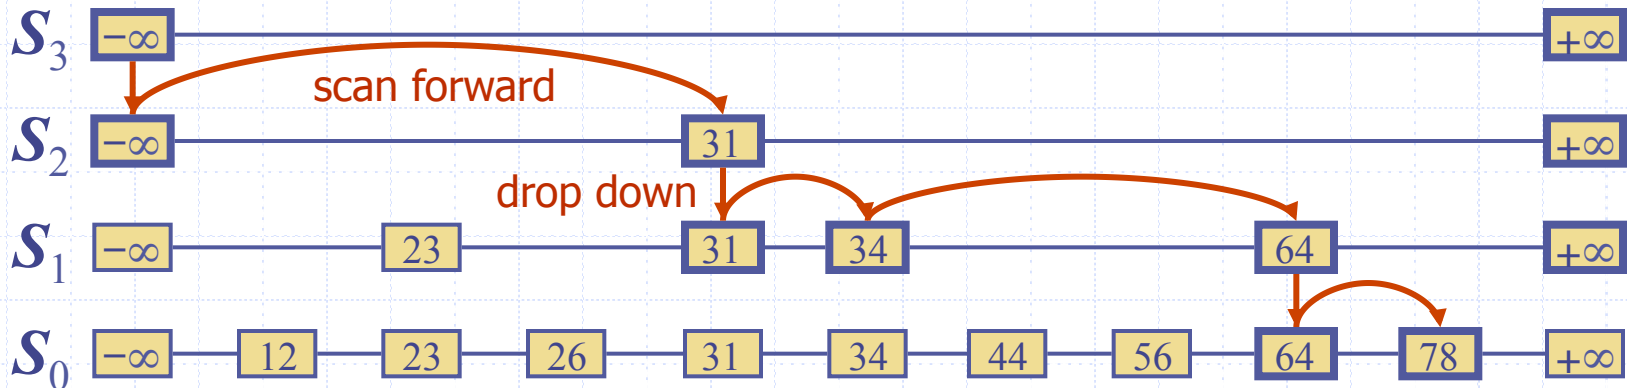 S3 −∞ +∞
scan forward
S2 −∞ 31 +∞
drop down
S1 −∞ 23 31 34 64 +∞
S0 −∞ 12 23 26 31 34 44 56 64 78 +∞